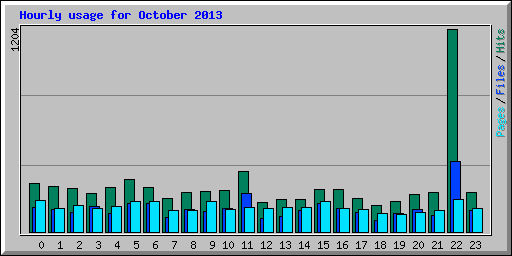 Hourly usage for October 2013
1204
Pages/Files/Hits
0 1 2 3 4 5 6 7 8 9 10 11 12 13 14 15 16 17 18 19 20 21 22 23